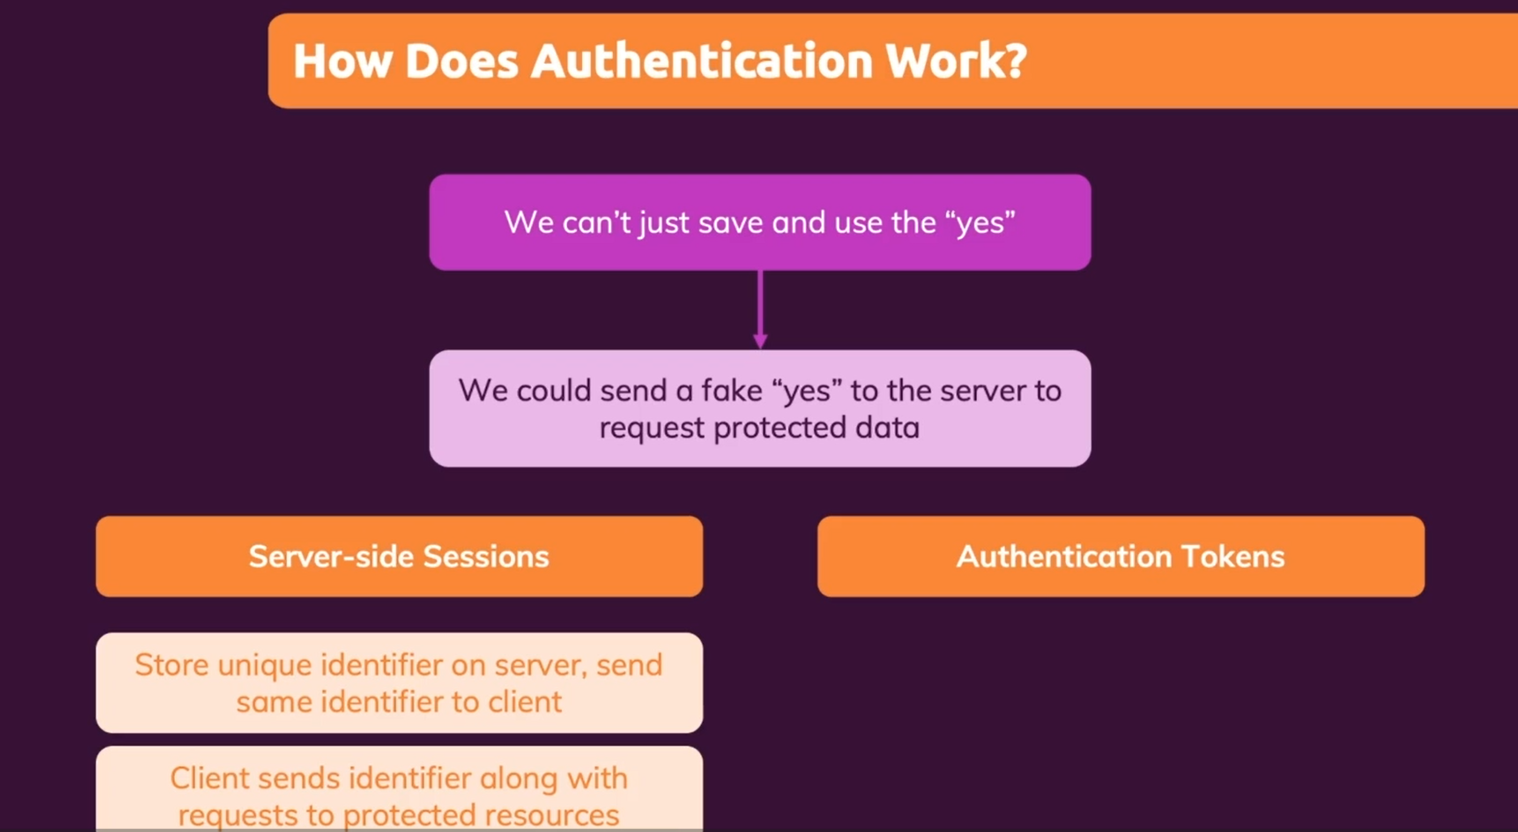 How Does Authentication Work?
We can’t just save and use the “yes”
We could send a fake “yes” to the server to
request protected data
Server-side Sessions
Authentication Tokens
Store unique identifier on server, send
same identifier to client
Client sends identifier along with
requests to protected resources